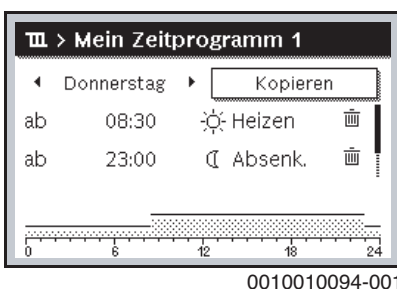 > Mein Zeitprogramm 1
Donnerstag Kopieren
ab 08:30 Heizen
ab 23:00 Absenk.
0 6 12 18 24
0010010094-001